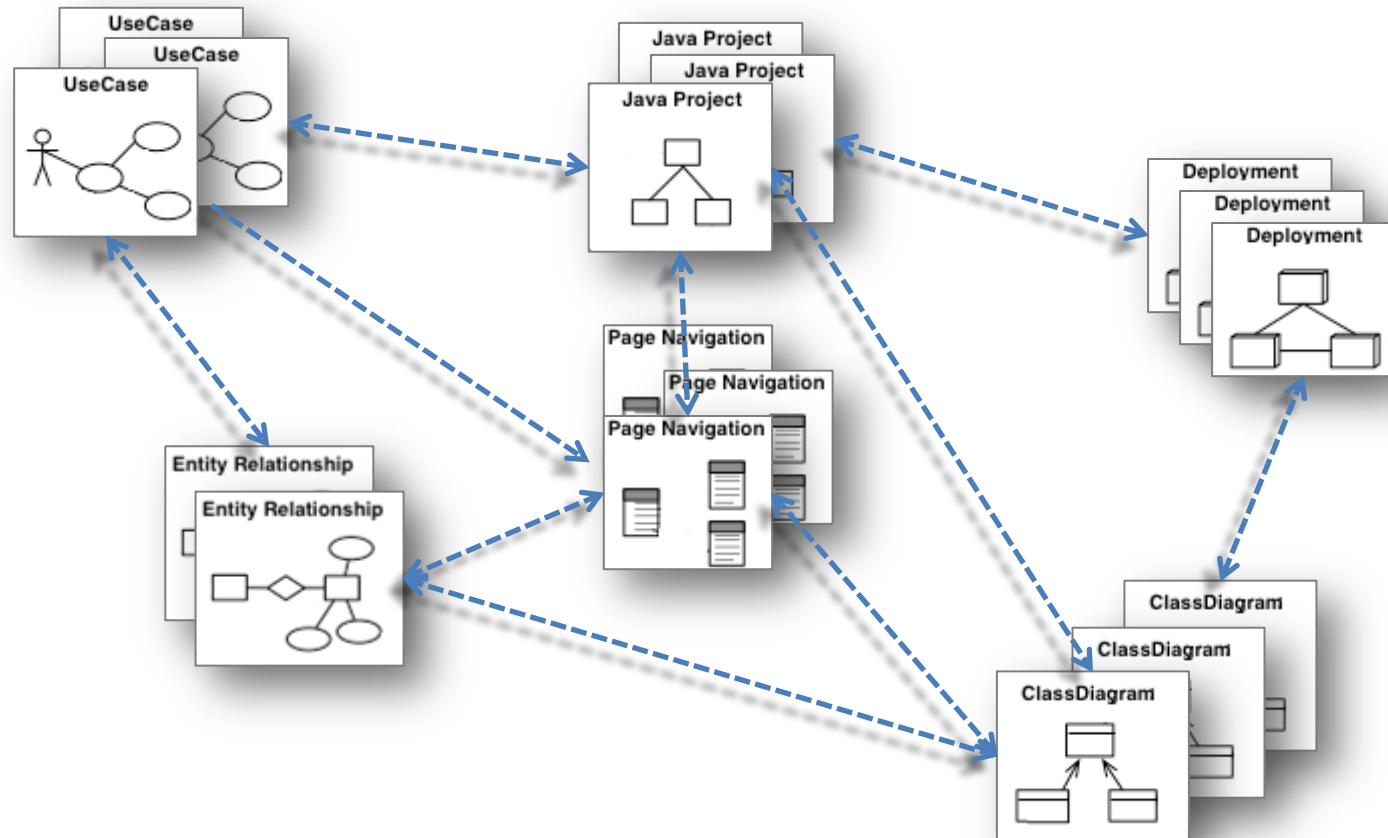 UseCase
UseCase
UseCase
Java Project
Java Project
Java Project
Deployment
Deployment
Deployment
Page Navigation
Page Navigation
Page Navigation
Entity Relationship
Entity Relationship
ClassDiagram
ClassDiagram
ClassDiagram